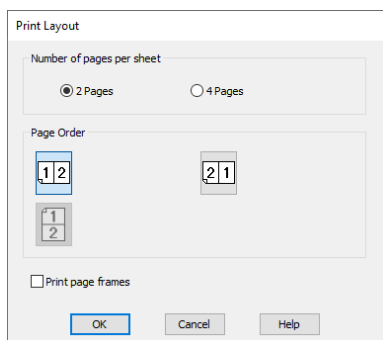 Print Layout
Number of pages per sheet
2 Pages 4 Pages
Page Order
1 2 2 1
1
2
Print page frames
OK Cancel Help